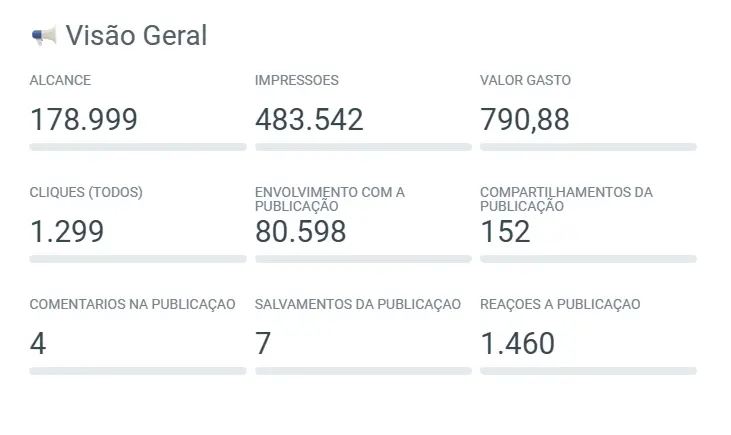 Visão Geral
ALCANCE
178.999
IMPRESSOES
483.542
VALOR GASTO
790,88
CLIQUES (TODOS)
1.299
ENVOLVIMENTO COM A
PUBLICAÇÃO
80.598
COMPARTILHAMENTOS DA
PUBLICAÇÃO
152
COMENTARIOS NA PUBLICAÇAO
4
SALVAMENTOS DA PUBLICAÇAO
7
REAÇOES A PUBLICAÇAO
1.460